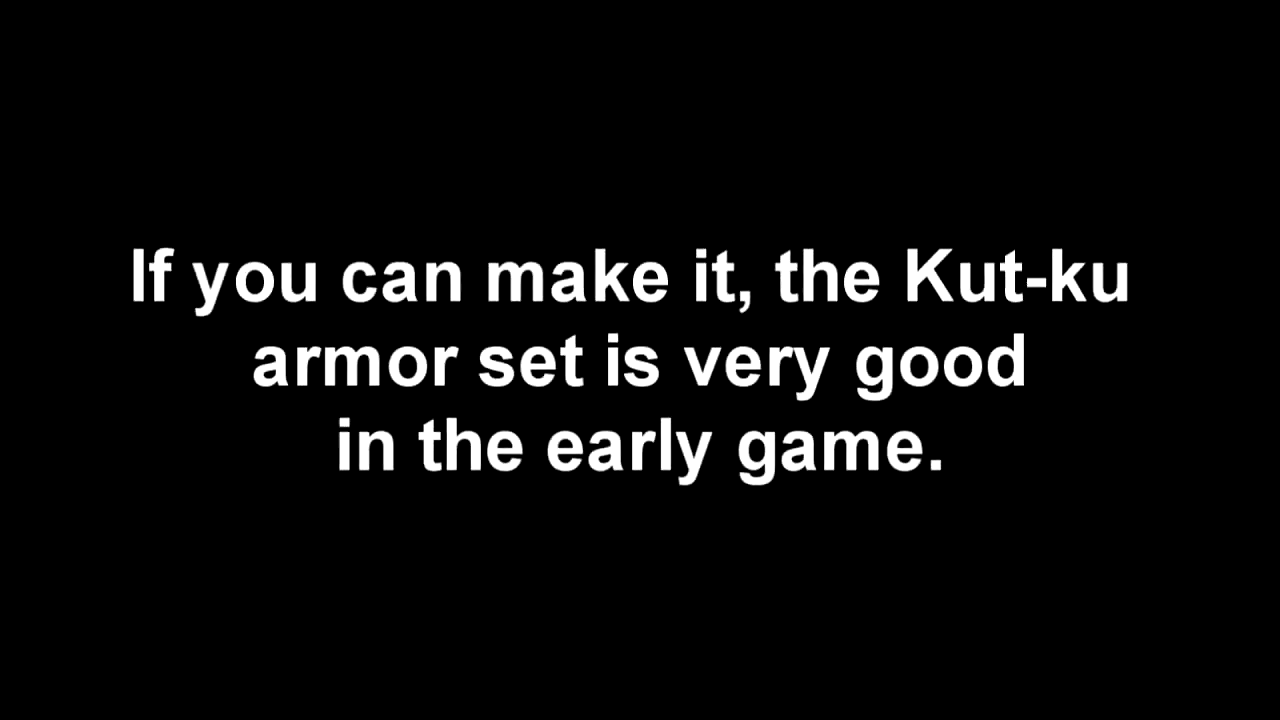 If you can make it, the Kut-ku
armor set is very good
in the early game.